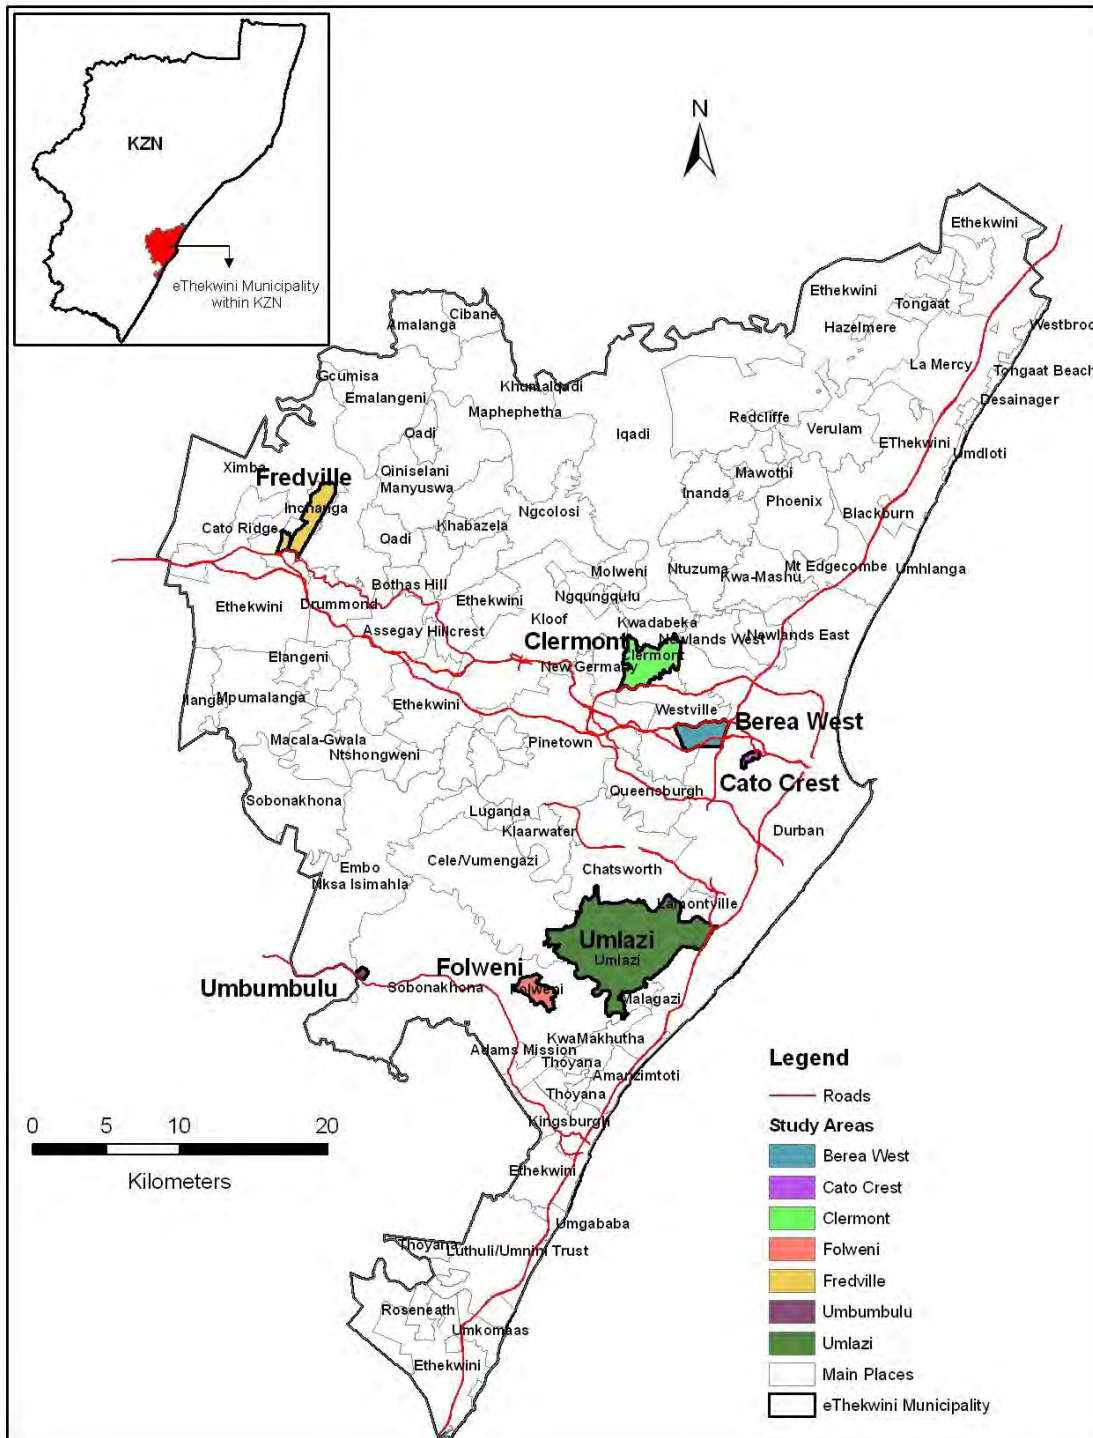 KZN
eThekwini Municipality
within KZN
N
Ethekwini
Ethekwini
Tongaat
Hazelmere
Westbroo
La Mercy
Tongaat Beach
Desainager
Cibane
Amalanga
Gcumisa
Khumalqadi
Emalangeni
Maphephetha
Redcliffe
Verulam
Qadi
Iqadi
EThekwini
Umdloti
Ximba
Fredville
Qiniselani
Manyuswa
Mawothi
Inanda
Phoenix
Inchanga
Ngcolosi
Blackburn
Cato Ridge
Khabazela
Qadi
Molweni
Ntuzuma
Mt Edgecombe
Umhlanga
Kwa-Mashu
Bothas Hill
Ethekwini
Drummond
Ethekwini
Ngqungqulu
Kloof
Kwadabeka
Assegay
Hillcrest
Clermont
Newlands West
Newlands East
Clermont
New Germany
Elangeni
Ilanga
Mpumalanga
Ethekwini
Westville
Berea West
Macala-Gwala
Pinetown
Ntshongweni
Cato Crest
Sobonakhona
Queensburgh
Luganda
Klaarwater
Durban
Cele/Vumengazi
Chatsworth
Embo
Nksa Isimahla
Lamontville
Umlazi
Umlazi
Folweni
Umbumbulu
Sobonakhona
Folweni
Malagazi
KwaMakhutha
Adams Mission
Thoyana
Amanzimtoti
Thoyana
Kingsburgh
Ethekwini
Umgababa
Thoyana
Luthuli/Umnini Trust
Roseneath
Umkomaas
Ethekwini
0 5 10 20
Kilometers
Legend
Roads
Study Areas
Berea West
Cato Crest
Clermont
Folweni
Fredville
Umbumbulu
Umlazi
Main Places
eThekwini Municipality